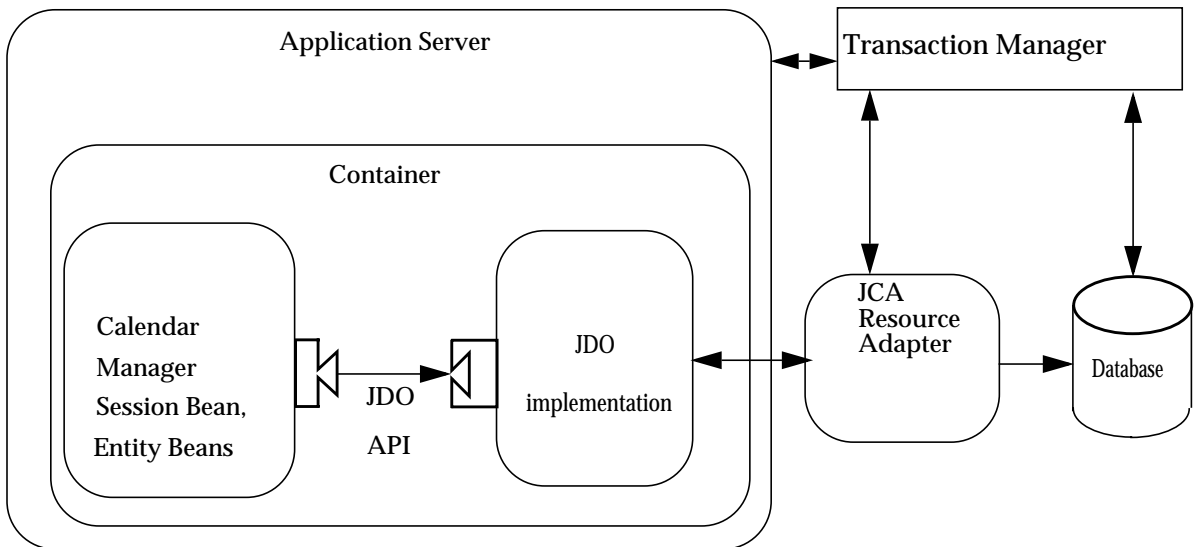 Application Server
Transaction Manager
Container
Calendar
Manager
Session Bean,
Entity Beans
JDO
API
JDO
implementation
JCA
Resource
Adapter
Database